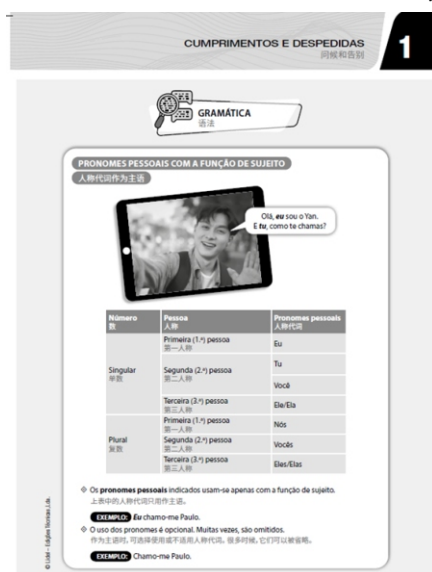 CUMPRIMENTOS E DESPEDIDAS
问候和告别
1
GRAMÁTICA
语法
PRONOMES PESSOAIS COM A FUNÇÃO DE SUJEITO
人称代词作为主语
Olá, eu sou o Yan.
E tu, como te chamas?
Número Pessoa Pronomes pessoais
数 人称 人称代词
Primeira (1.ª) pessoa Eu
第一人称
Singular Segunda (2.ª) pessoa Tu
单数 第二人称 Você
Terceira (3.ª) pessoa Ele/Ela
第三人称
Primeira (1.ª) pessoa Nós
第一人称
Plural Segunda (2.ª) pessoa Vocês
复数 第二人称
Terceira (3.ª) pessoa Eles/Elas
第三人称
Os pronomes pessoais indicados usam-se apenas com a função de sujeito.
上表中的人称代词只用作主语。
EXEMPLO: Eu chamo-me Paulo.
O uso dos pronomes é opcional. Muitas vezes, são omitidos.
作为主语时,可选择使用或不适用人称代词。很多时候,它们可以被省略。
EXEMPLO: Chamo-me Paulo.
© Lidel – Edições Técnicas, Lda.